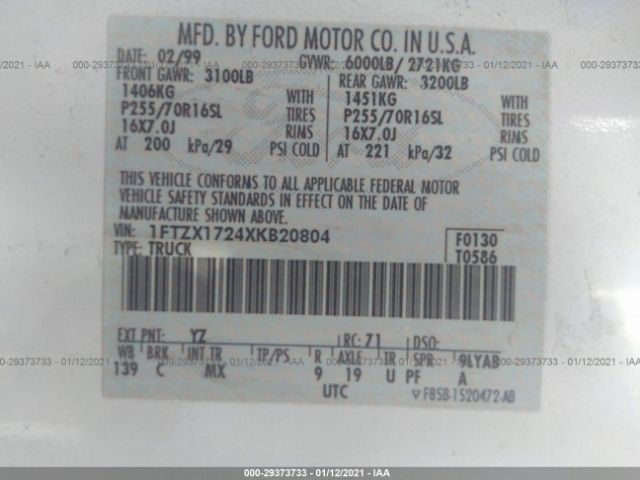 MFD. BY FORD MOTOR CO. IN U.S.A.
DATE: 02/99 GVWR: 6000LB/ 2721KG
FRONT GAWR: 3100LB REAR GAWR: 3200LB
1406KG WITH 1451KG WITH
P255/70R16SL TIRES P255/70R16SL TIRES
16X7.0J RIMS 16X7.0J RIMS
AT 200 kPa/29 PSI COLD AT 221 kPa/32 PSI COLD
THIS VEHICLE CONFORMS TO ALL APPLICABLE FEDERAL MOTOR
VEHICLE SAFETY STANDARDS IN EFFECT ON THE DATE OF
MANUFACTURE SHOWN ABOVE.
VIN: 1FTZX1724XKB20804 F0130
TYPE: TRUCK T0586
EXT PNT: YZ RC: 71 DSO:
WB BRK INT TR TP/PS R AXLE TR SPR 9LYAB
139 C MX 9 19 U PF A
UTC F85B-1520472-AB
000-29373733 - 01/12/2021 - IAA